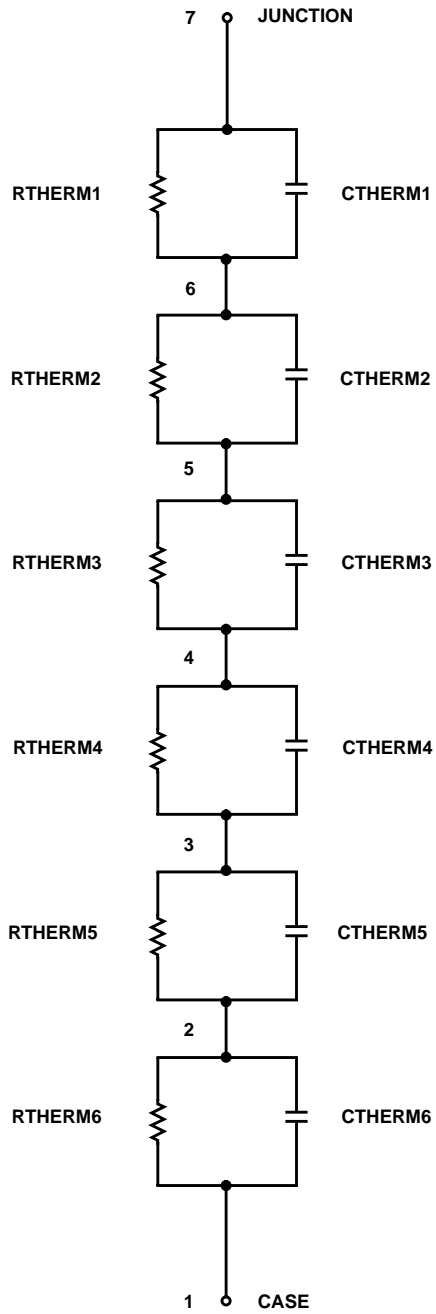 7 JUNCTION
RTHERM1 CTHERM1
6
RTHERM2 CTHERM2
5
RTHERM3 CTHERM3
4
RTHERM4 CTHERM4
3
RTHERM5 CTHERM5
2
RTHERM6 CTHERM6
1 CASE